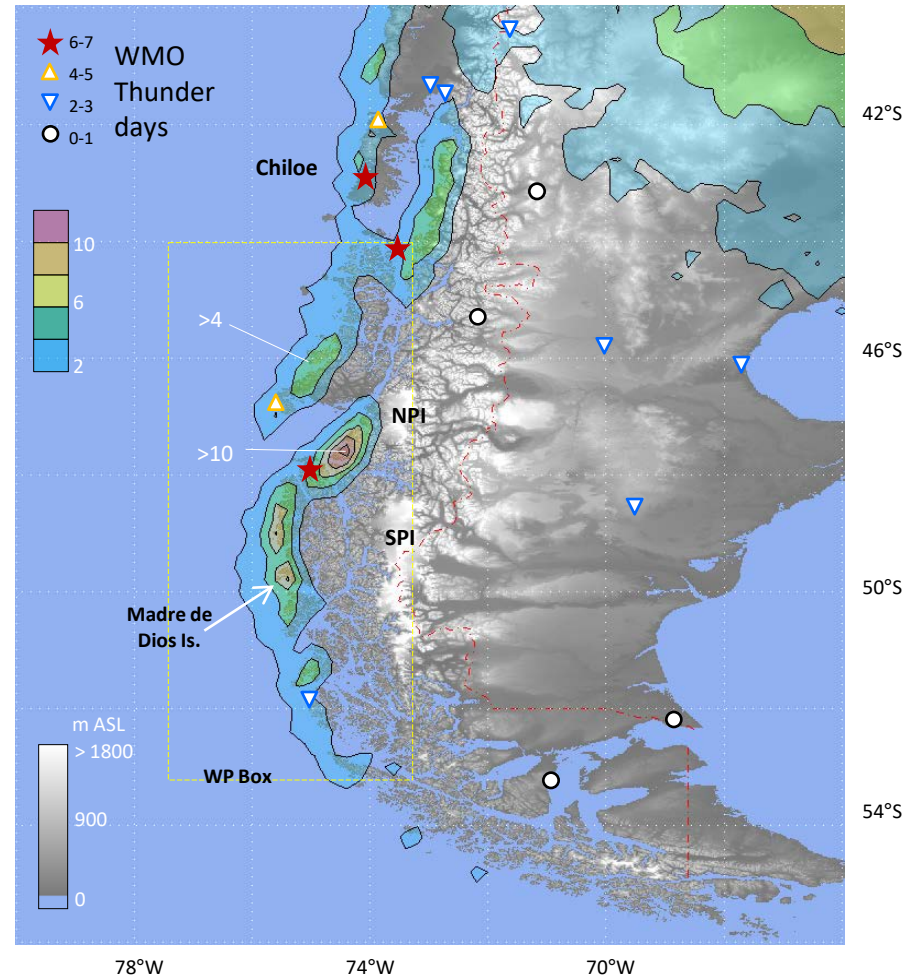 6-7
4-5
2-3
0-1
WMO
Thunder
days
Chiloe
10
6
2
>4
>10
NPI
SPI
Madre de
Dios Is.
WP Box
m ASL
> 1800
900
0
42°S
46°S
50°S
54°S
78°W
74°W
70°W